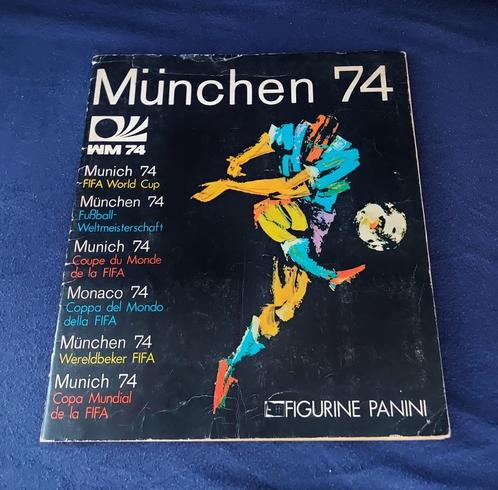 München 74
WM 74
Munich 74
FIFA World Cup
München 74
Fußball-
Weltmeisterschaft
Munich 74
Coupe du Monde
de la FIFA
Monaco 74
Coppa del Mondo
della FIFA
München 74
Wereldbeker FIFA
Munich 74
Copa Mundial
de la FIFA
FIGURINE PANINI